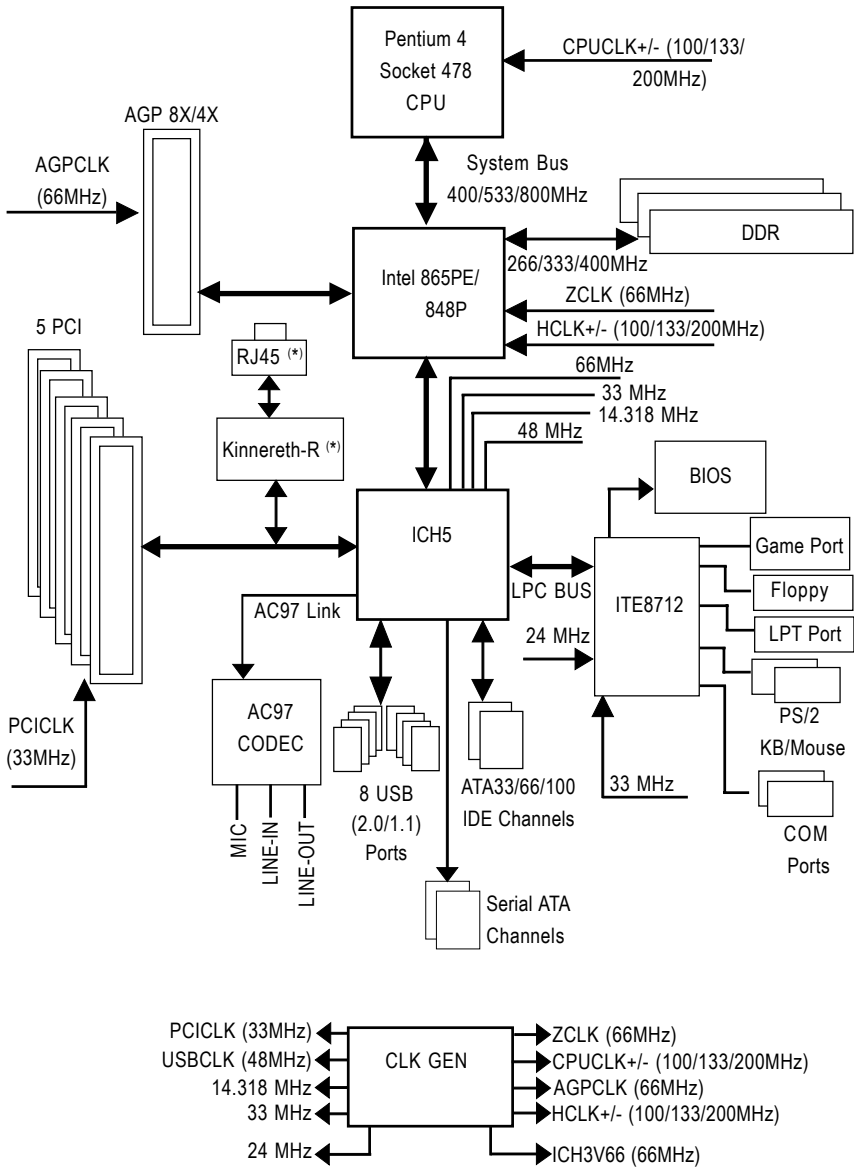 Pentium 4
Socket 478
CPU
CPUCLK+/- (100/133/
200MHz)
AGP 8X/4X
AGPCLK
(66MHz)
System Bus
400/533/800MHz
DDR
266/333/400MHz
Intel 865PE/
848P
ZCLK (66MHz)
HCLK+/- (100/133/200MHz)
5 PCI
RJ45 (*)
66MHz
33 MHz
14.318 MHz
48 MHz
Kinnereth-R (*)
BIOS
ICH5
Game Port
LPC BUS
ITE8712
Floppy
LPT Port
AC97 Link
24 MHz
PS/2
KB/Mouse
AC97
CODEC
PCICLK
(33MHz)
33 MHz
8 USB
(2.0/1.1)
Ports
ATA33/66/100
IDE Channels
COM
Ports
MIC
LINE-IN
LINE-OUT
Serial ATA
Channels
CLK GEN
PCICLK (33MHz)
USBCLK (48MHz)
14.318 MHz
33 MHz
24 MHz
ZCLK (66MHz)
CPUCLK+/- (100/133/200MHz)
AGPCLK (66MHz)
HCLK+/- (100/133/200MHz)
ICH3V66 (66MHz)